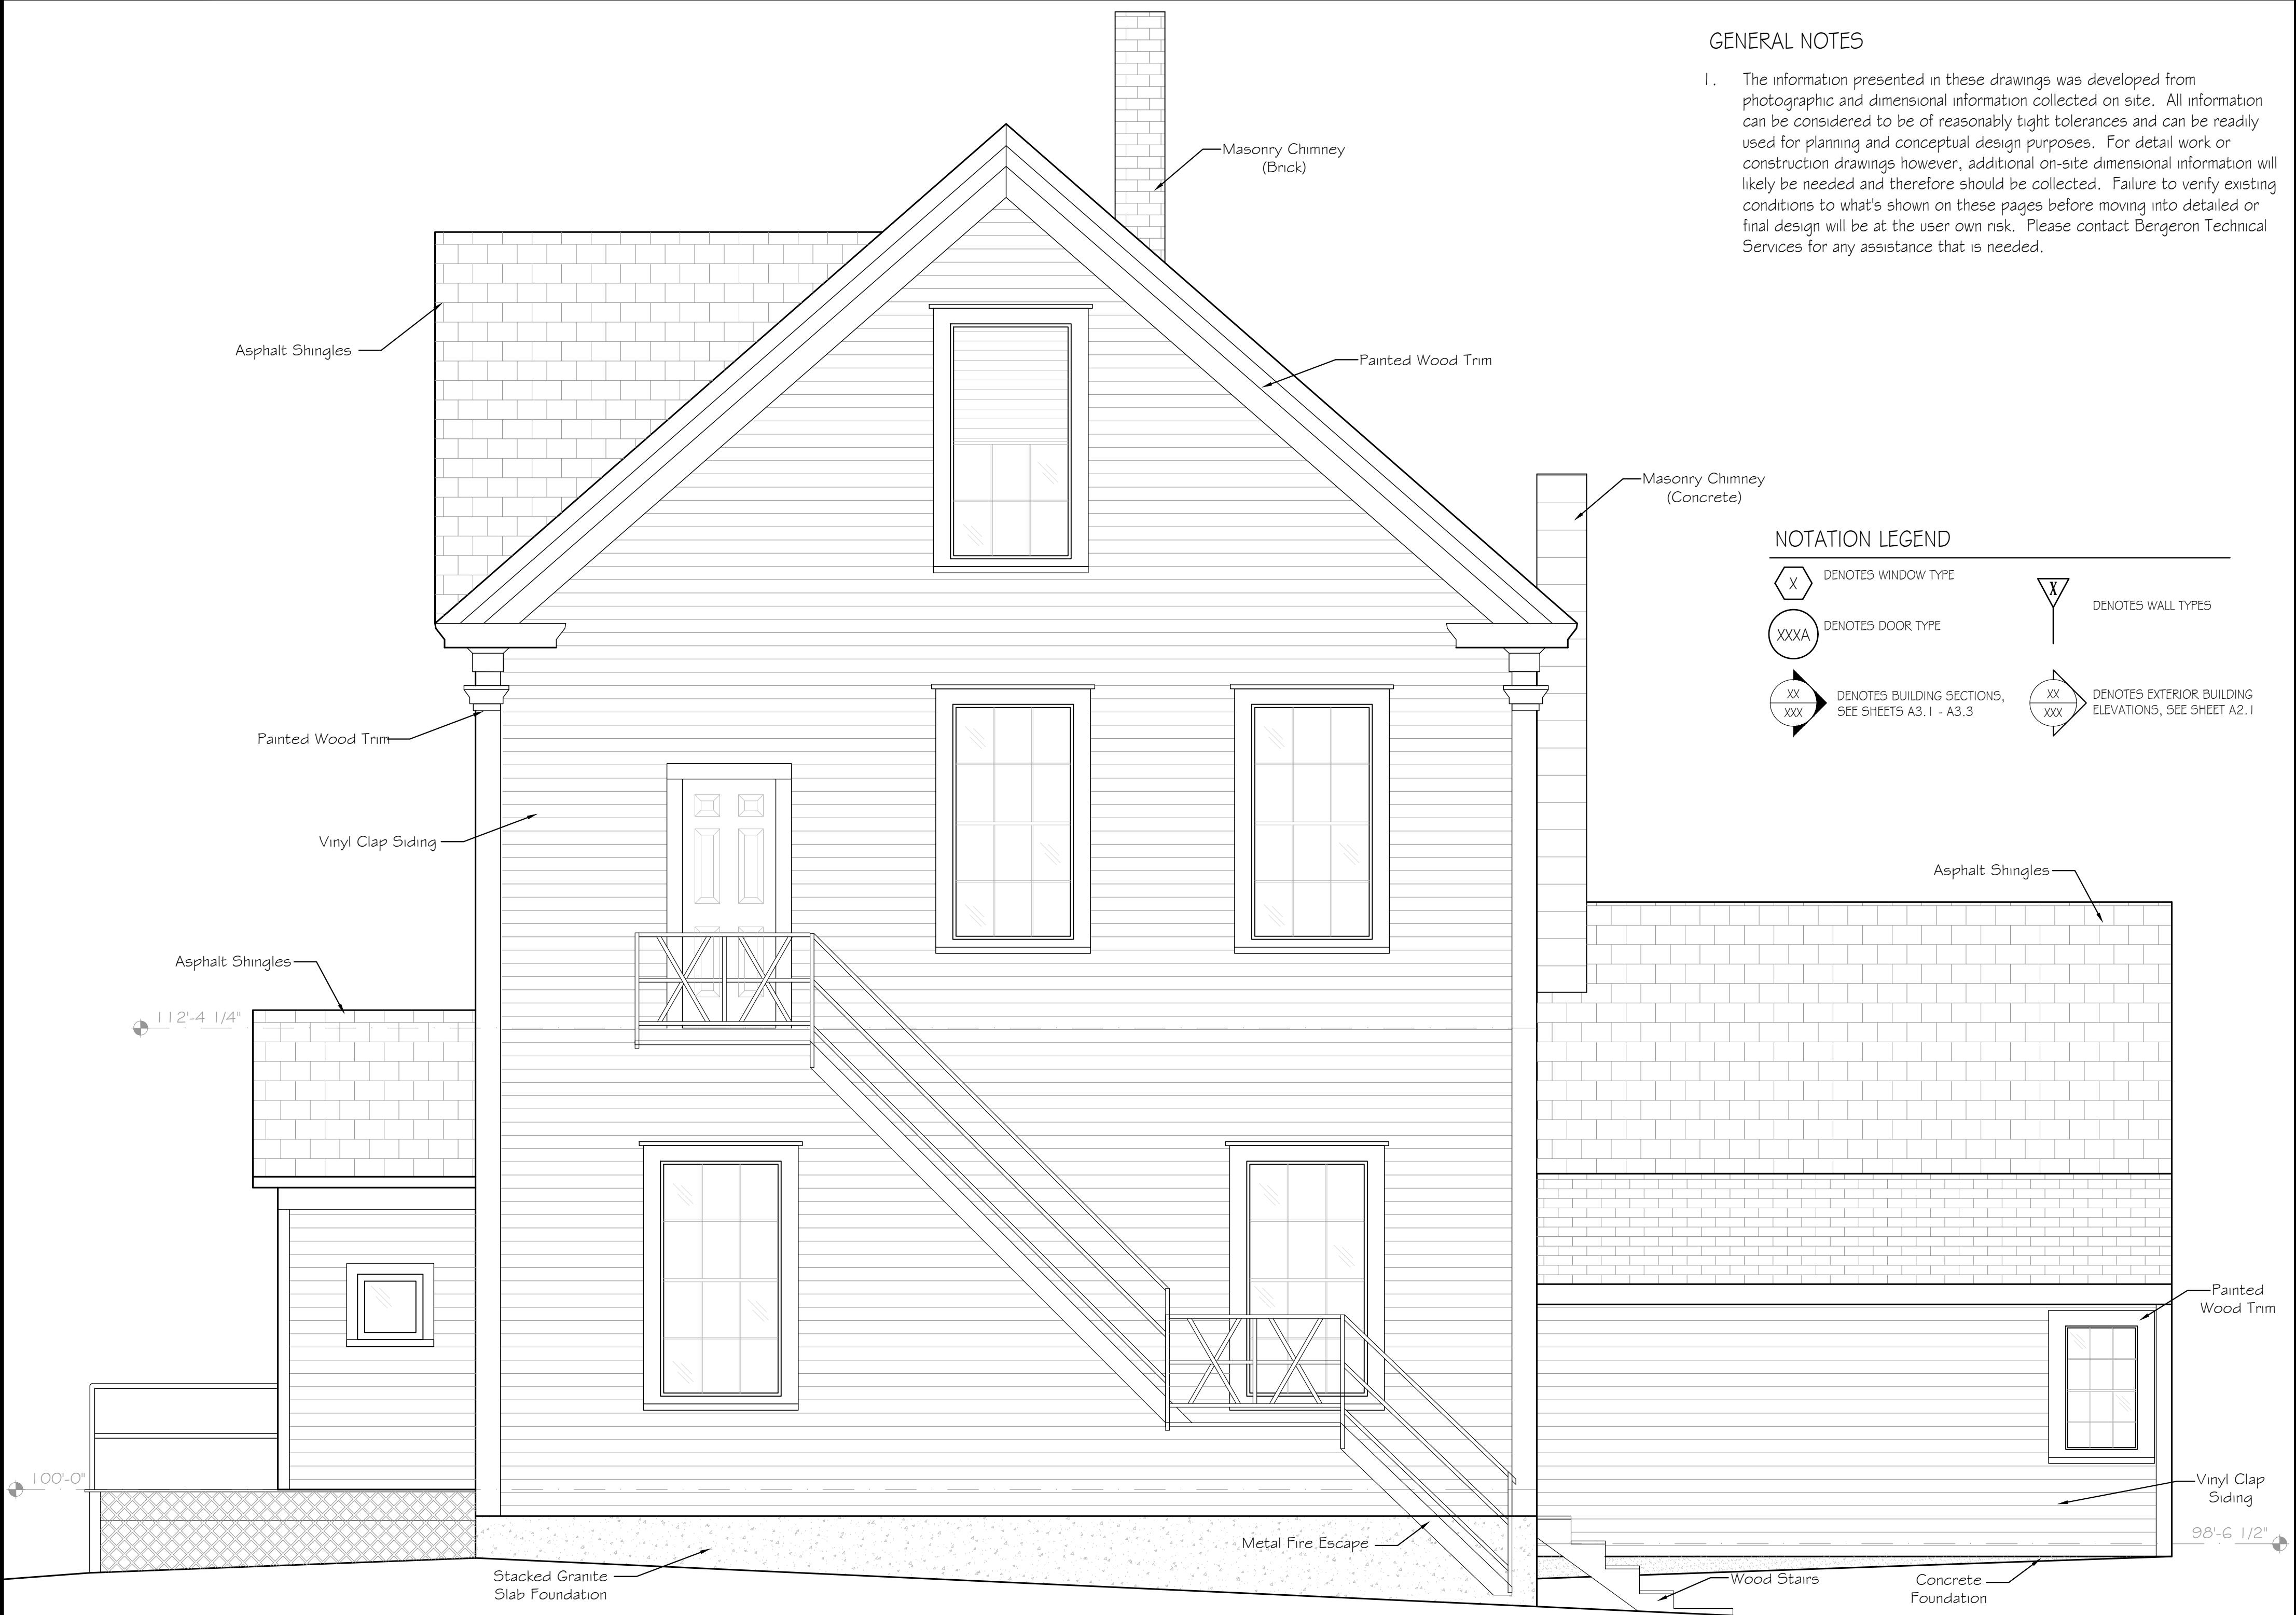 GENERAL NOTES
1. The information presented in these drawings was developed from
photographic and dimensional information collected on site. All information
can be considered to be of reasonably tight tolerances and can be readily
used for planning and conceptual design purposes. For detail work or
construction drawings however, additional on-site dimensional information will
likely be needed and therefore should be collected. Failure to verify existing
conditions to what's shown on these pages before moving into detailed or
final design will be at the user own risk. Please contact Bergeron Technical
Services for any assistance that is needed.
Masonry Chimney
(Brick)
Asphalt Shingles
Painted Wood Trim
Masonry Chimney
(Concrete)
NOTATION LEGEND
X
DENOTES WINDOW TYPE
X
DENOTES WALL TYPES
XXXA
DENOTES DOOR TYPE
XX
XXX
DENOTES BUILDING SECTIONS,
SEE SHEETS A3.1 - A3.3
XX
XXX
DENOTES EXTERIOR BUILDING
ELEVATIONS, SEE SHEET A2.1
Painted Wood Trim
Vinyl Clap Siding
Asphalt Shingles
Asphalt Shingles
112'-4 1/4"
Painted
Wood Trim
100'-0"
Vinyl Clap
Siding
98'-6 1/2"
Metal Fire Escape
Stacked Granite
Slab Foundation
Wood Stairs
Concrete
Foundation